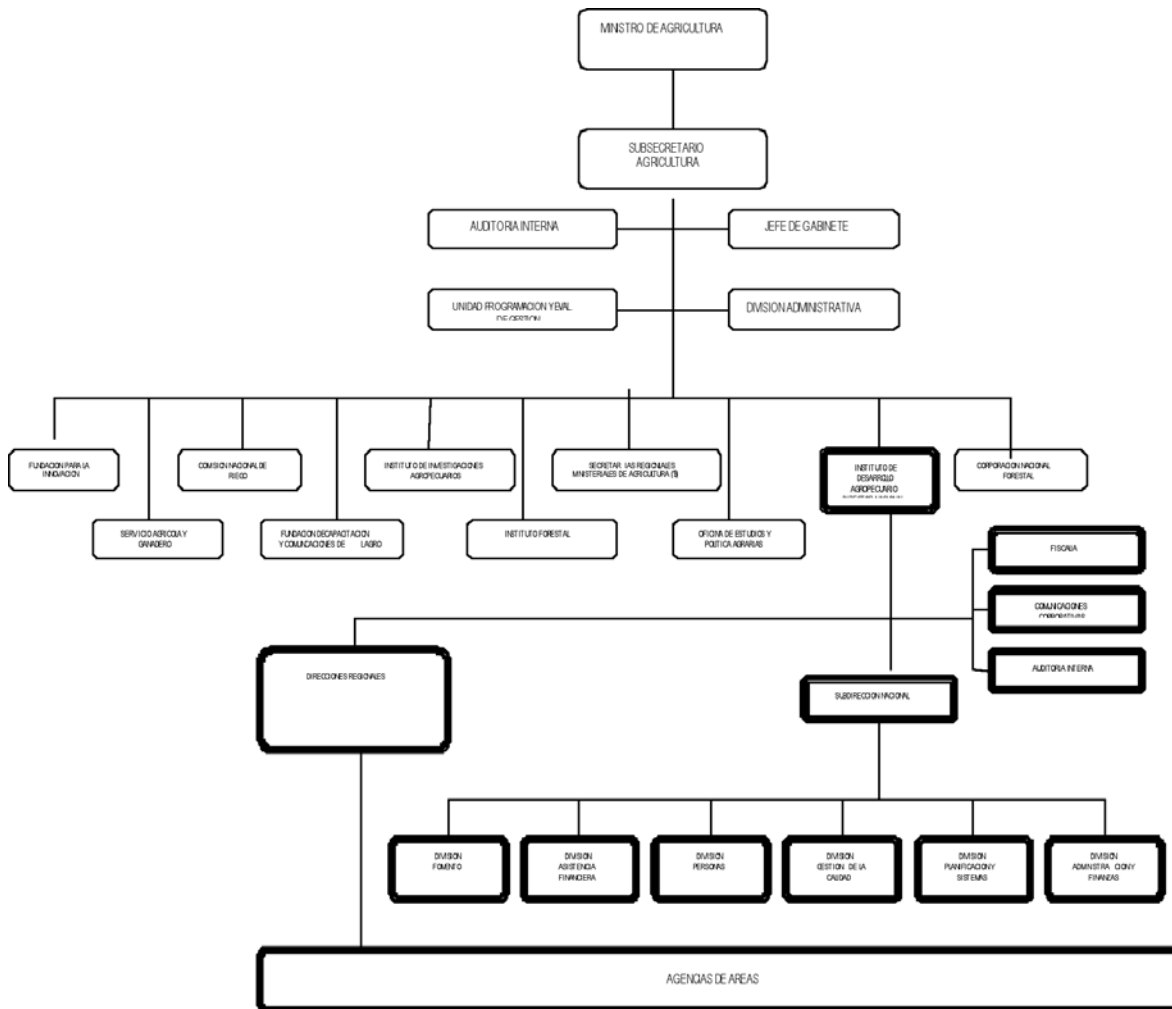 MINISTRO DE AGRICULTURA
SUBSECRETARIO
AGRICULTURA
AUDITORIA INTERNA
JEFE DE GABINETE
UNIDAD PROGRAMACION Y EVAL.
DE GESTION
DIVISION ADMINISTRATIVA
FUNDACION PARA LA
INNOVACION
COMISION NACIONAL DE
RIEGO
INSTITUTO DE INVESTIGACIONES
AGROPECUARIOS
SECRETAR IAS REGIONALES
MINISTERIALES DE AGRICULTURA
INSTITUTO DE
DESARROLLO
AGROPECUARIO
CORPORACION NACIONAL
FORESTAL
SERVICIO AGRICOLA Y
GANADERO
FUNDACION DE CAPACITACION
Y COMUNICACIONES DE LAGRO
INSTITUTO FORESTAL
OFICINA DE ESTUDIOS Y
POLITICA AGRARIAS
FISCALIA
COMUNICACIONES
CORPORATIVAS
AUDITORIA INTERNA
DIRECCIONES REGIONALES
SUBDIRECCION NACIONAL
DIVISION
FOMENTO
DIVISION
ASISTENCIA
FINANCIERA
DIVISION
PERSONAS
DIVISION
GESTION DE LA
CALIDAD
DIVISION
PLANIFICACION Y
SISTEMAS
DIVISION
ADMINISTRA CION Y
FINANZAS
AGENCIAS DE AREAS